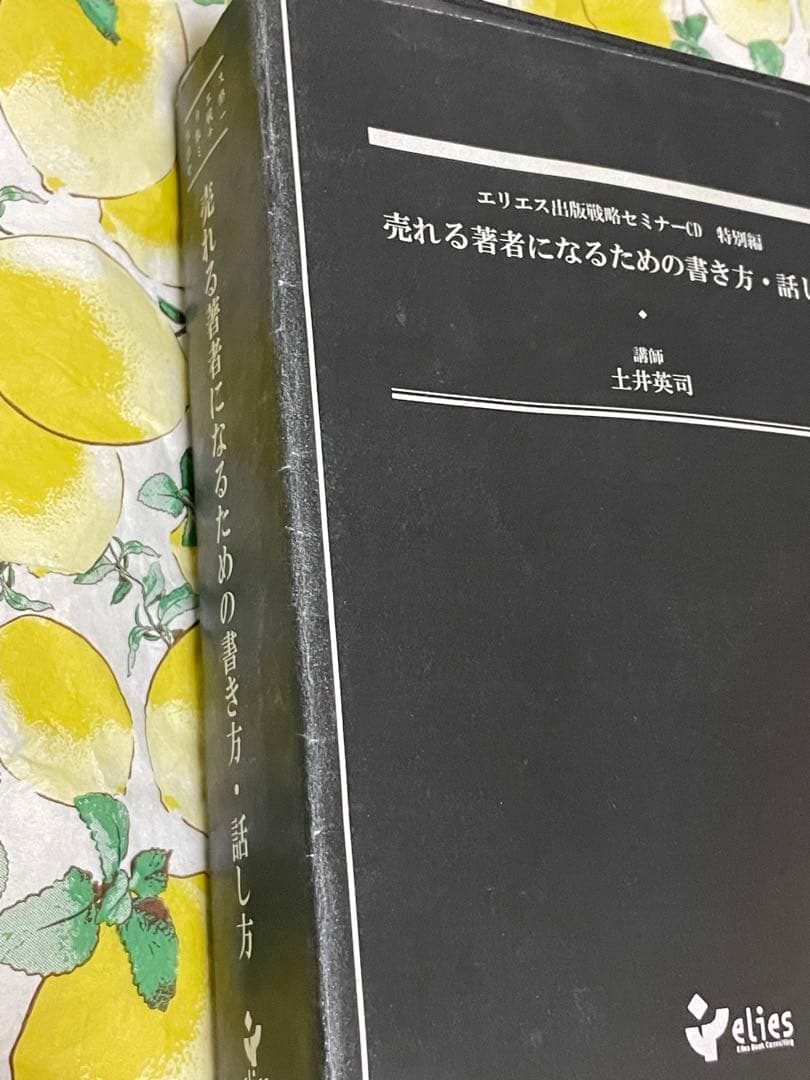 エリエス出版戦略セミナーCD 特別編
売れる著者になるための書き方・話し
講師
土井英司
elies
Elies Book Consulting
売れる著者になるための書き方・話し方